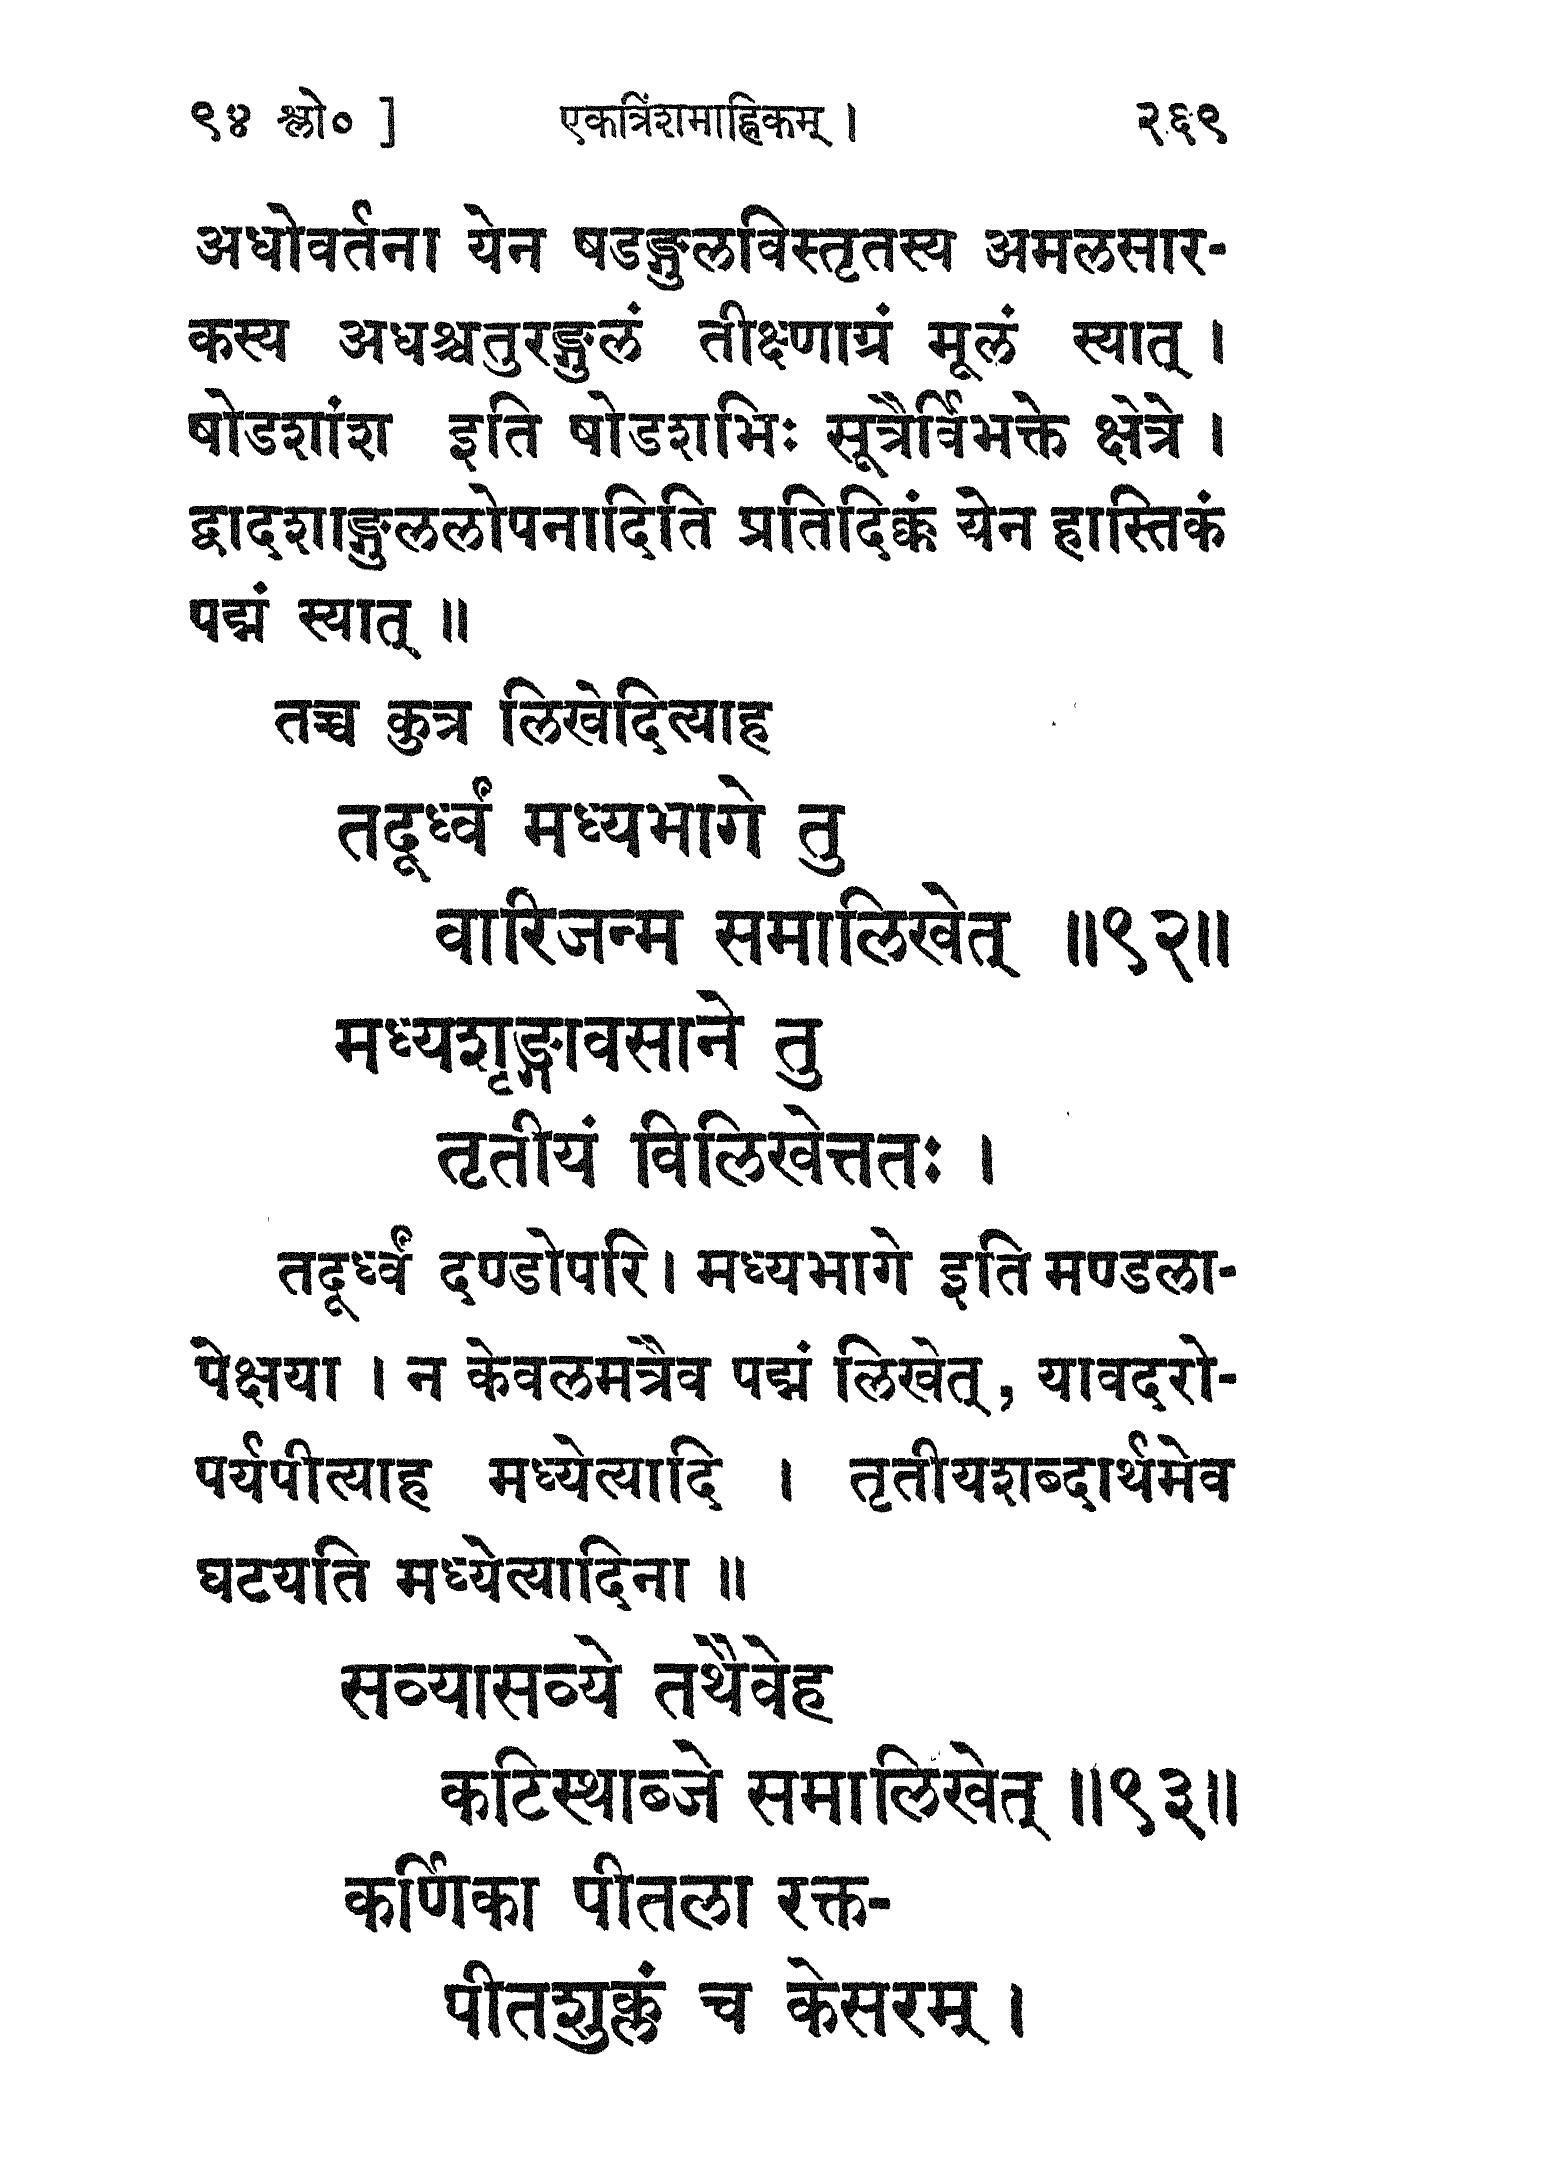 ९४ श्लो० ]
एकत्रिंशमाह्निकम् ।
२६९
अधोवर्तना येन षडङ्गुलविस्तृतस्य अमलसार-
कस्य अधश्चतुरङ्गुलं तीक्ष्णाग्रं मूलं स्यात् ।
षोडशांश इति षोडशभिः सूत्रैर्विभक्ते क्षेत्रे ।
द्वादशाङ्गुललोपनादिति प्रतिदिक्कं येन हास्तिकं
पद्मं स्यात् ॥
तच्च कुत्र लिखेदित्याह
तदूर्ध्वं मध्यभागे तु
वारिजन्म समालिखेत् ॥९२॥
मध्यशृङ्गावसाने तु
तृतीयं विलिखेत्ततः ।
तदूर्ध्वं दण्डोपरि। मध्यभागे इति मण्डला-
पेक्षया । न केवलमत्रैव पद्मं लिखेत्, यावदरो-
पर्यपीत्याह मध्येत्यादि । तृतीयशब्दार्थमेव
घटयति मध्येत्यादिना ॥
सव्यासव्ये तथैवेह
कटिस्थाब्जे समालिखेत् ॥९३॥
कर्णिका पीतला रक्त-
पीतशुक्लं च केसरम् ।